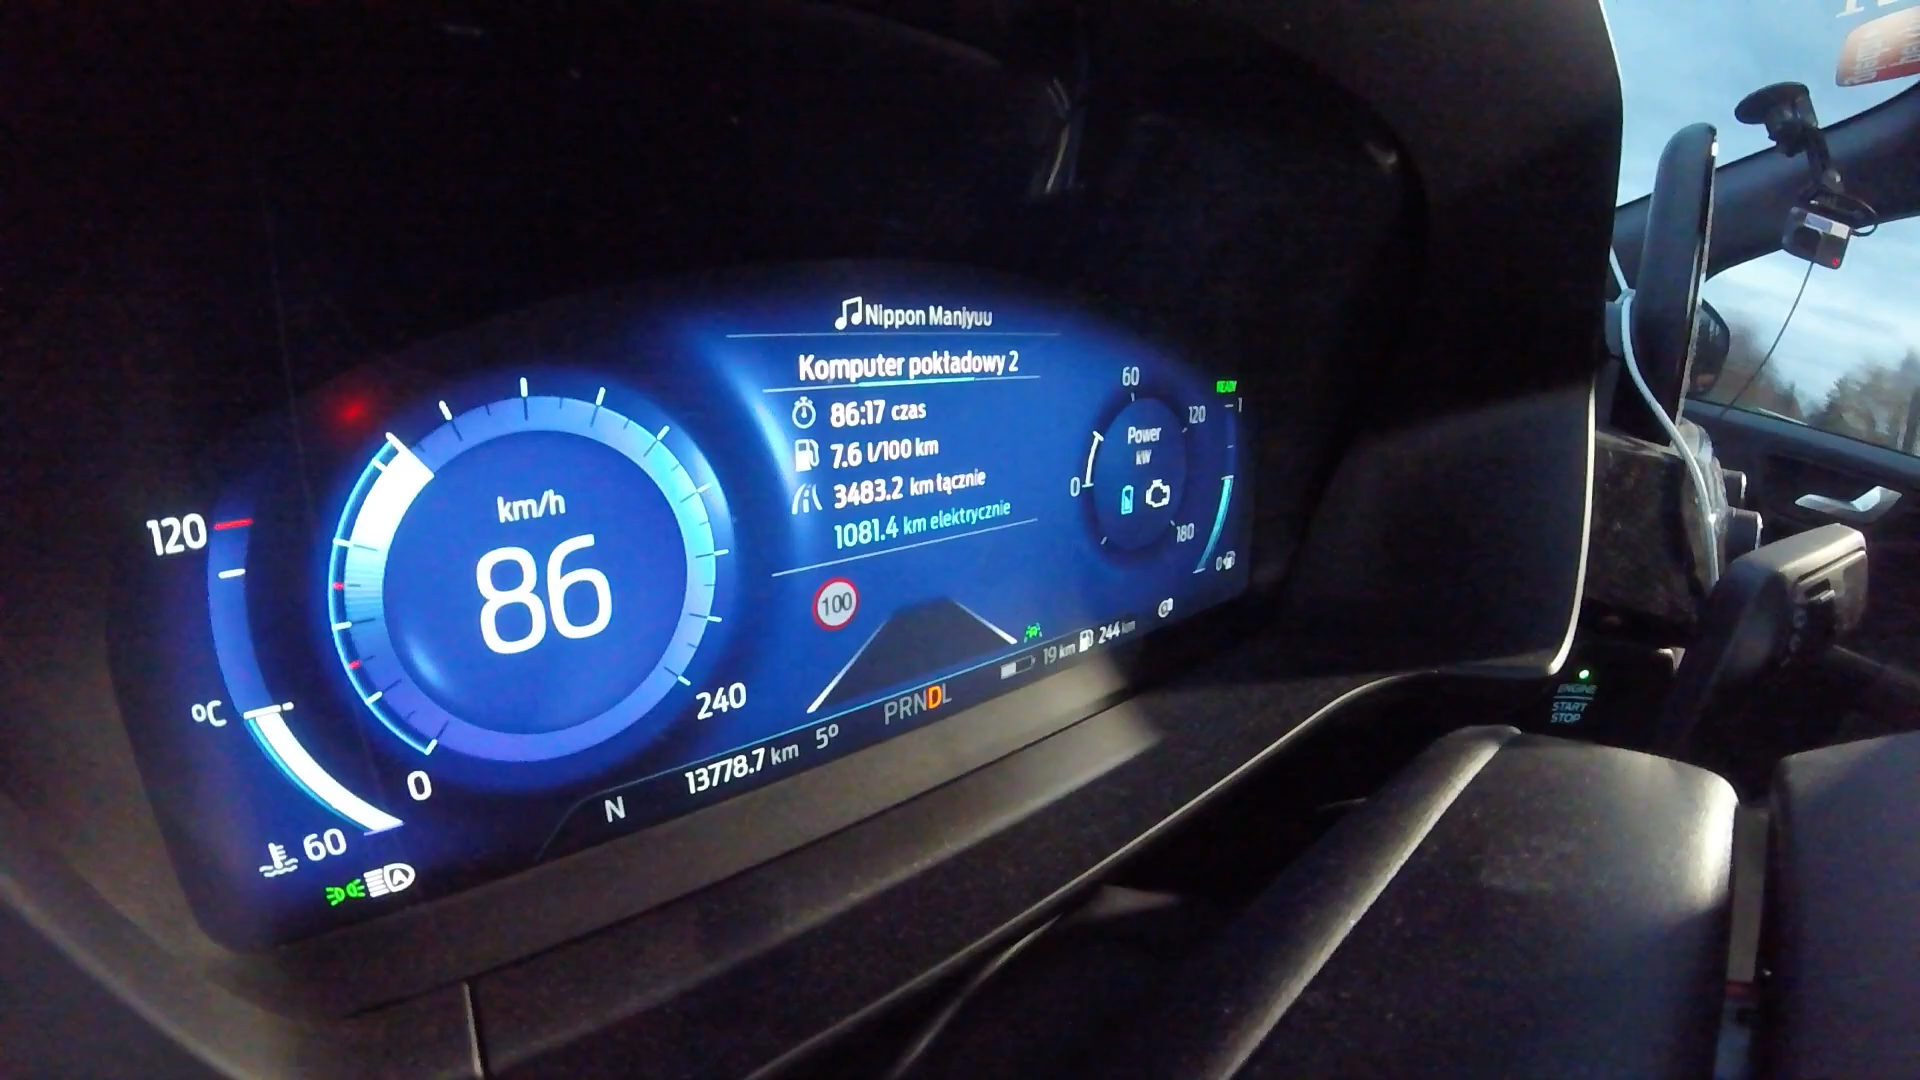 Nippon Manjyuu
Komputer pokładowy 2
86:17 czas
7.6 l/100 km
3483.2 km łącznie
1081.4 km elektrycznie
120
°C
60
km/h
86
0
240
60
120
180
0
Power
kW
READY
1
0
100
19 km
244 km
PRNDL
13778.7 km
5°
N
A
ENGINE
START
STOP